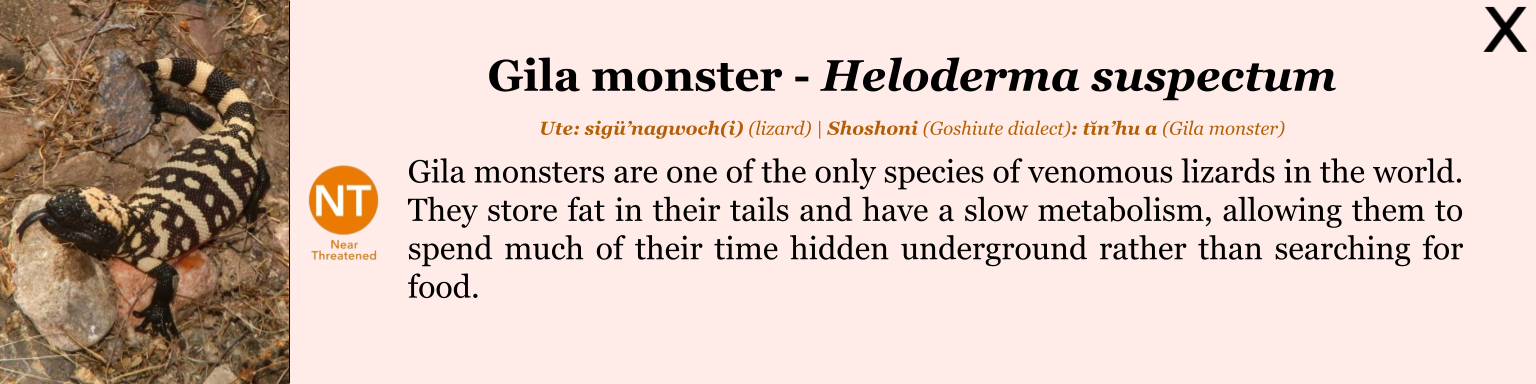 X
Gila monster - Heloderma suspectum
Ute: sigü’nagwoch(i) (lizard) | Shoshoni (Goshiute dialect): tĭn’hu a (Gila monster)
Gila monsters are one of the only species of venomous lizards in the world.
They store fat in their tails and have a slow metabolism, allowing them to
spend much of their time hidden underground rather than searching for
food.
NT
Near
Threatened